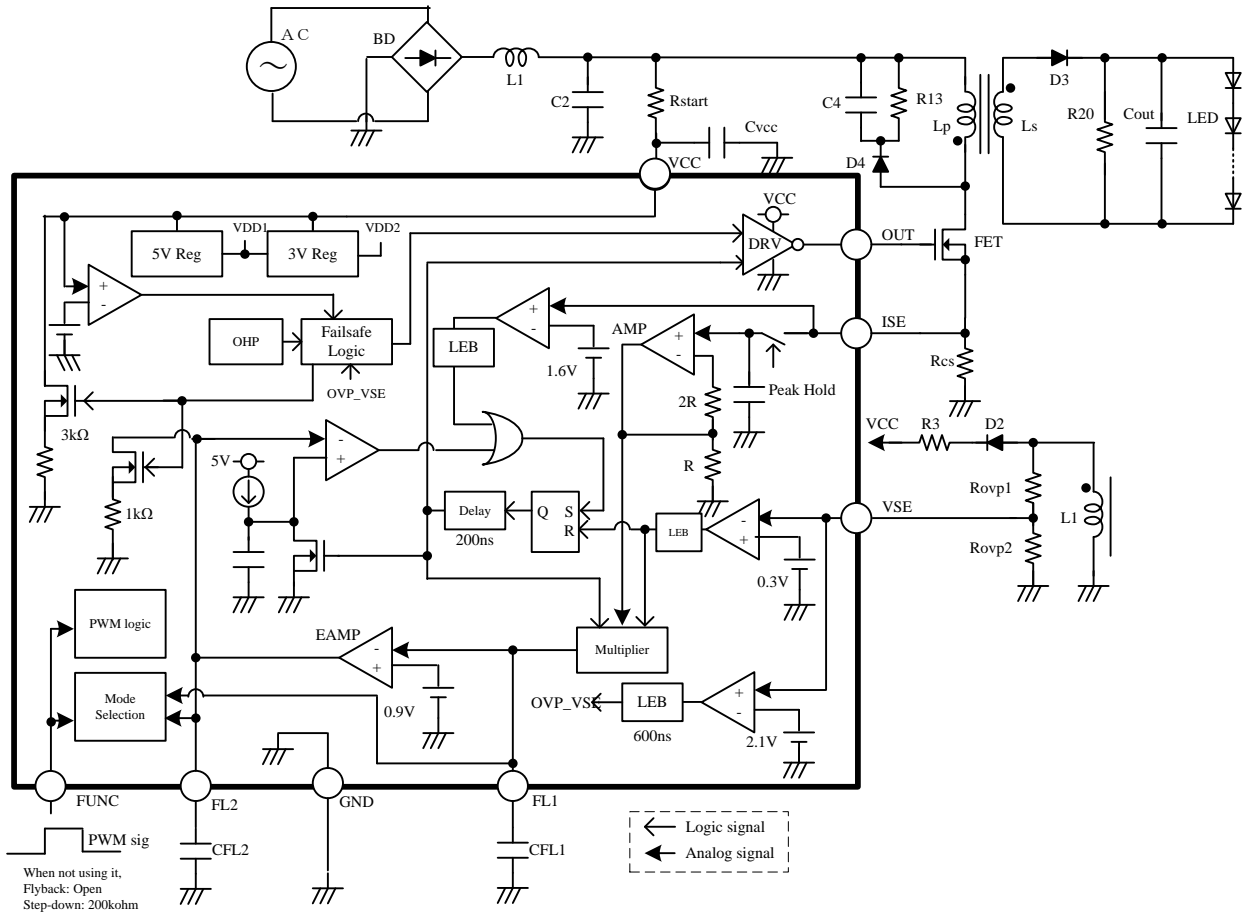 A C
BD
L1
C2
Rstart
Cvcc
VCC
C4
R13
D4
Lp
Ls
D3
R20
Cout
LED
5V Reg
VDD1
3V Reg
VDD2
VCC
DRV
OUT
FET
+
-
OHP
Failsafe
Logic
OVP_VSE
LEB
+
-
1.6V
AMP
+
-
ISE
Peak Hold
Rcs
2R
R
3kΩ
1kΩ
5V
-
+
Delay
200ns
Q
S
R
LEB
-
+
0.3V
VSE
VCC
R3
D2
Rovp1
Rovp2
L1
PWM logic
Mode
Selection
EAMP
-
+
0.9V
Multiplier
OVP_VSE
LEB
600ns
+
-
2.1V
FUNC
FL2
GND
FL1
PWM sig
CFL2
CFL1
Logic signal
Analog signal
When not using it,
Flyback: Open
Step-down: 200kohm